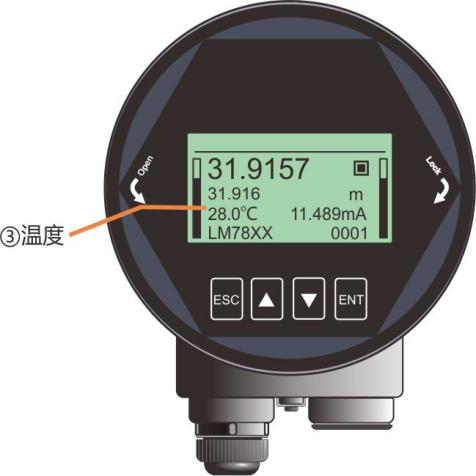 Open
Lock
31.9157
31.916 m
28.0℃ 11.489mA
LM78XX 0001
③温度
ESC
ENT